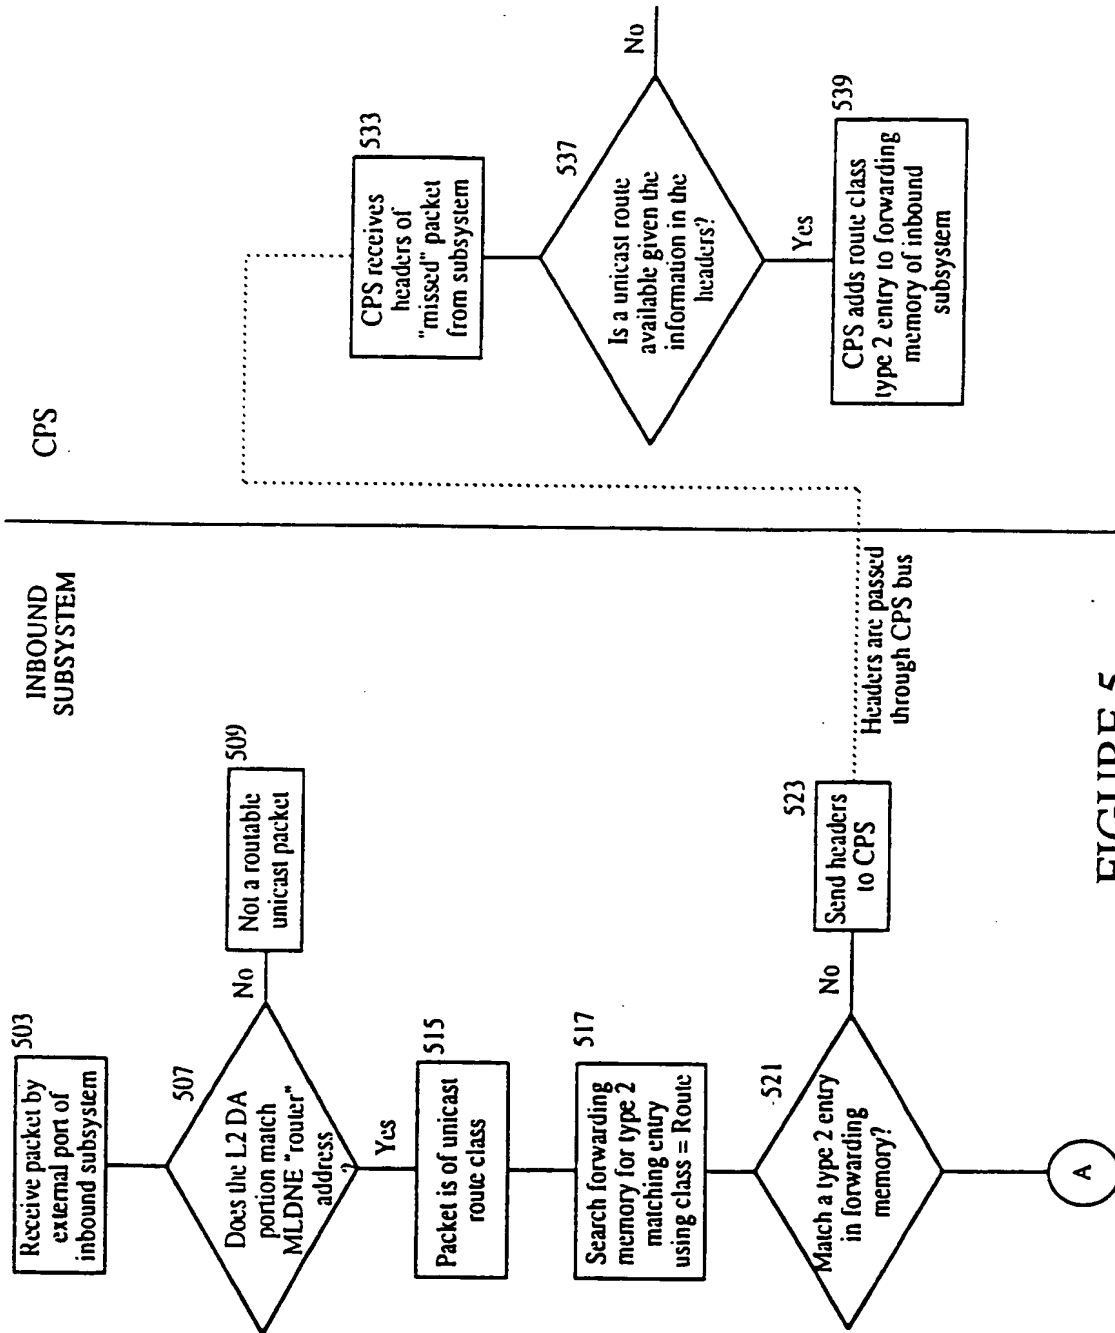 INBOUND
SUBSYSTEM
CPS
503
Receive packet by
external port of
inbound subsystem
507
Does the L2 DA
portion match
MLDNE "router"
address
?
No
509
Not a routable
unicast packet
Yes
515
Packet is of unicast
route class
517
Search forwarding
memory for type 2
matching entry
using class = Route
521
Match a type 2 entry
in forwarding
memory?
No
523
Send headers
to CPS
A
Headers are passed
through CPS bus
533
CPS receives
headers of
"missed" packet
from subsystem
537
Is a unicast route
available given the
information in the
headers?
No
Yes
539
CPS adds route class
type 2 entry to forwarding
memory of inbound
subsystem
FIGURE 5